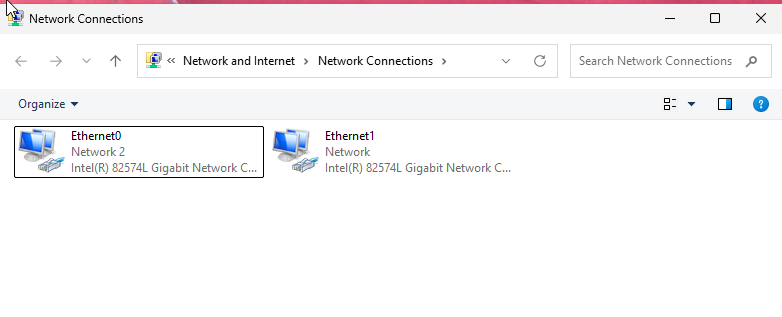 Network Connections
« Network and Internet > Network Connections >
Search Network Connections
Organize
?
Ethernet0
Network 2
Intel(R) 82574L Gigabit Network C...
Ethernet1
Network
Intel(R) 82574L Gigabit Network C...